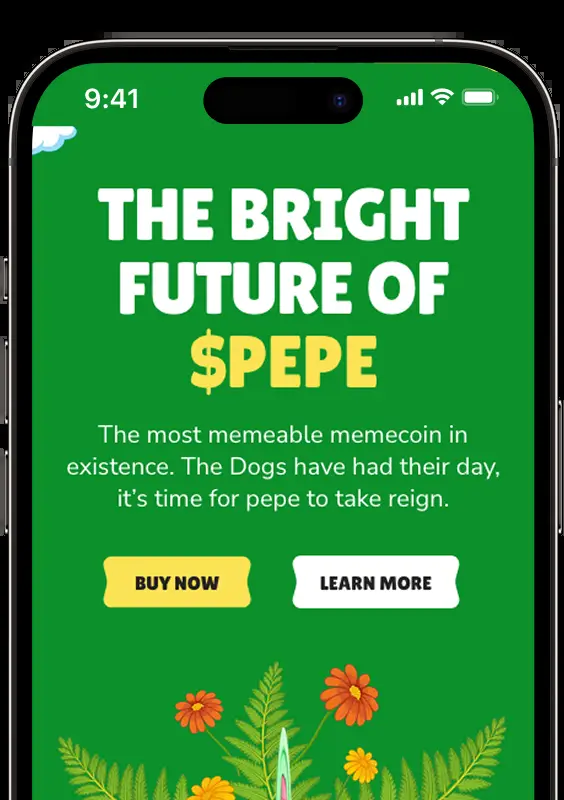 9:41
THE BRIGHT
FUTURE OF
$PEPE
The most memeable memecoin in
existence. The Dogs have had their day,
it's time for pepe to take reign.
BUY NOW
LEARN MORE